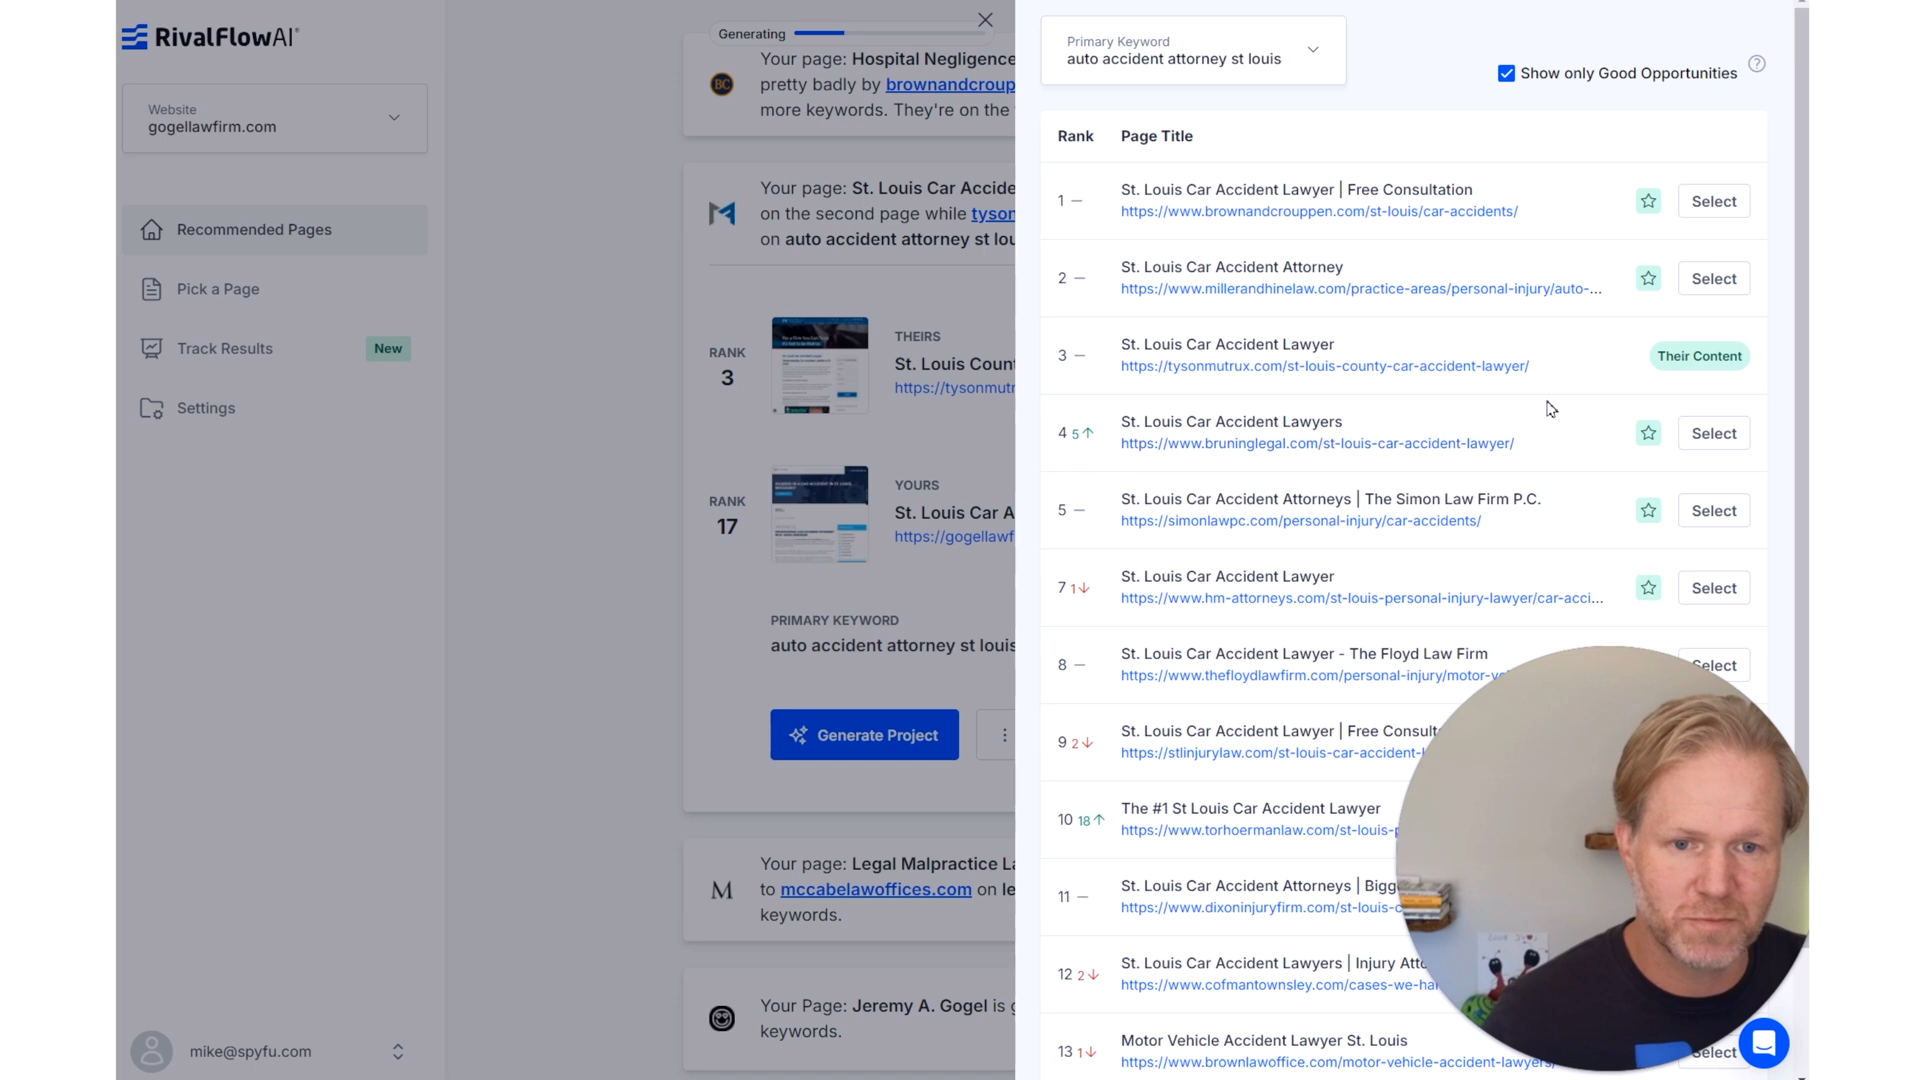 RivalFlowAI
Website
gogellawfirm.com
Recommended Pages
Pick a Page
Track Results
New
Settings
mike@spyfu.com
Generating
BC
Your page: Hospital Negligence
pretty badly by brownandcroup
more keywords. They're on the
Your page: St. Louis Car Accide
on the second page while tyson
on auto accident attorney st lou
RANK
3
THEIRS
St. Louis Coun
https://tysonmut
RANK
17
YOURS
St. Louis Car A
https://gogellawf
PRIMARY KEYWORD
auto accident attorney st louis
Generate Project
M
Your page: Legal Malpractice La
to mccabelawoffices.com on le
keywords.
Your Page: Jeremy A. Gogel is
keywords.
Primary Keyword
auto accident attorney st louis
Show only Good Opportunities
?
Rank Page Title
1 — St. Louis Car Accident Lawyer | Free Consultation
https://www.brownandcrouppen.com/st-louis/car-accidents/
Select
2 — St. Louis Car Accident Attorney
https://www.millerandhinelaw.com/practice-areas/personal-injury/auto-...
Select
3 — St. Louis Car Accident Lawyer
https://tysonmutrux.com/st-louis-county-car-accident-lawyer/
Their Content
4 5↑ St. Louis Car Accident Lawyers
https://www.bruninglegal.com/st-louis-car-accident-lawyer/
Select
5 — St. Louis Car Accident Attorneys | The Simon Law Firm P.C.
https://simonlawpc.com/personal-injury/car-accidents/
Select
7 1↓ St. Louis Car Accident Lawyer
https://www.hm-attorneys.com/st-louis-personal-injury-lawyer/car-acci...
Select
8 — St. Louis Car Accident Lawyer - The Floyd Law Firm
https://www.thefloydlawfirm.com/personal-injury/motor-ve
Select
9 2↓ St. Louis Car Accident Lawyer | Free Consult
https://stlinjurylaw.com/st-louis-car-accident-l
10 18↑ The #1 St Louis Car Accident Lawyer
https://www.torhoermanlaw.com/st-louis-p
11 — St. Louis Car Accident Attorneys | Bigg
https://www.dixoninjuryfirm.com/st-louis-c
12 2↓ St. Louis Car Accident Lawyers | Injury Atto
https://www.cofmantownsley.com/cases-we-ha
13 1↓ Motor Vehicle Accident Lawyer St. Louis
https://www.brownlawoffice.com/motor-vehicle-accident-lawyers/
Select